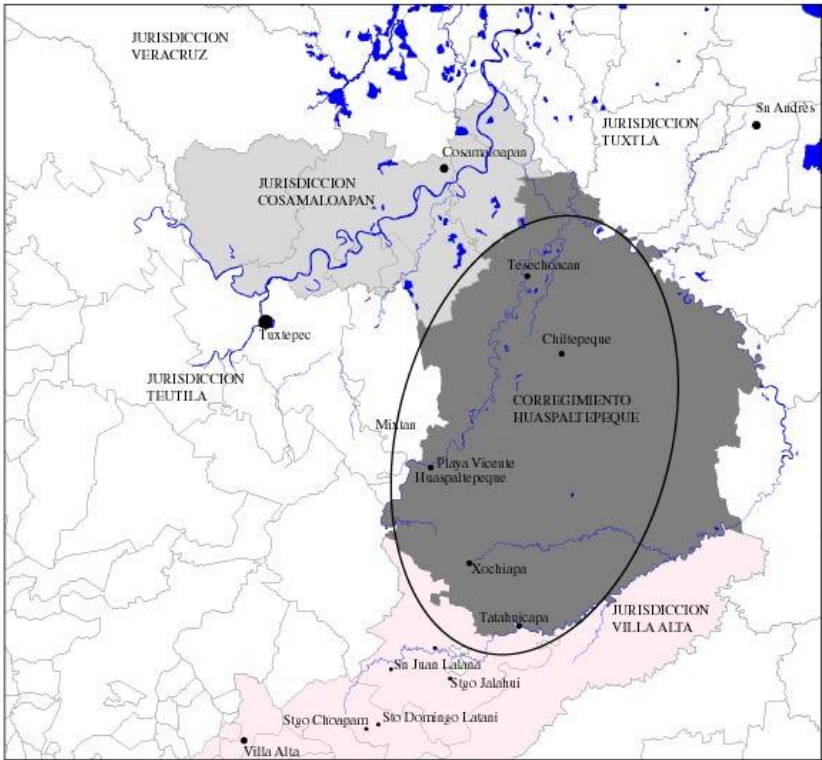 JURISDICCION
VERACRUZ
Sn Andrès
JURISDICCION
TUXTLA
Cosamaloapan
JURISDICCION
COSAMALOAPAN
Tesechoacan
Tuxtepec
Chiltepeque
JURISDICCION
TEUTILA
CORREGIMIENTO
HUASPALTEPEQUE
Mixtan
Playa Vicente
Huaspaltepeque
Xochiapa
Tatahuicapa
JURISDICCION
VILLA ALTA
Sn Juan Lalana
Stgo Jalahui
Stgo Choapam
Sto Domingo Latani
Villa Alta